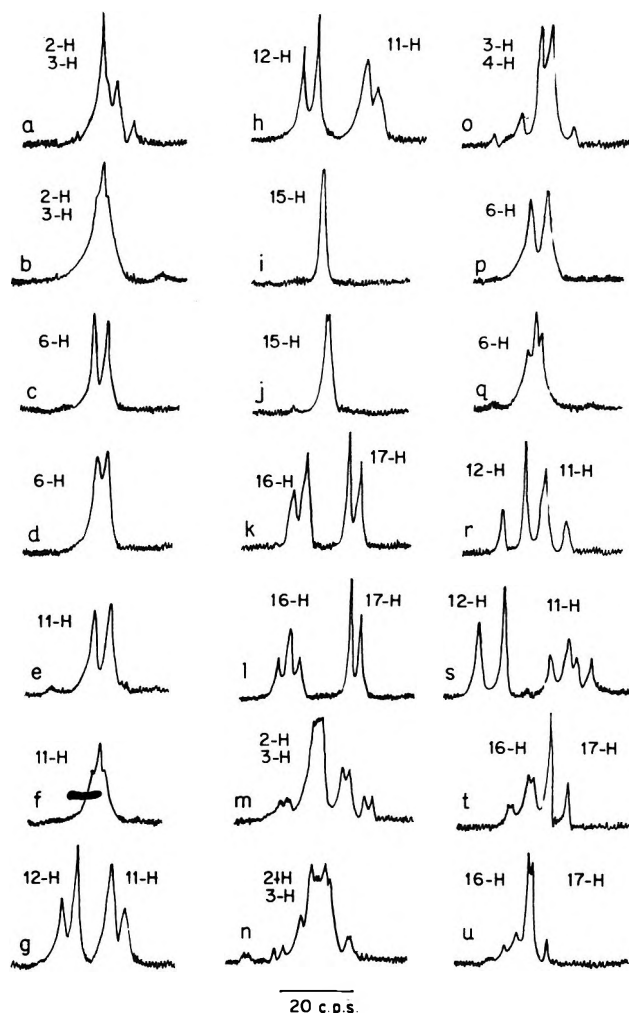 2-H
3-H
a
2-H
3-H
b
6-H
c
6-H
d
11-H
e
11-H
f
12-H 11-H
g
12-H 11-H
h
15-H
i
15-H
j
16-H 17-H
k
16-H 17-H
l
2-H
3-H
m
2-H
3-H
n
3-H
4-H
o
6-H
p
6-H
q
12-H 11-H
r
12-H 11-H
s
16-H 17-H
t
16-H 17-H
u
20 c.p.s.